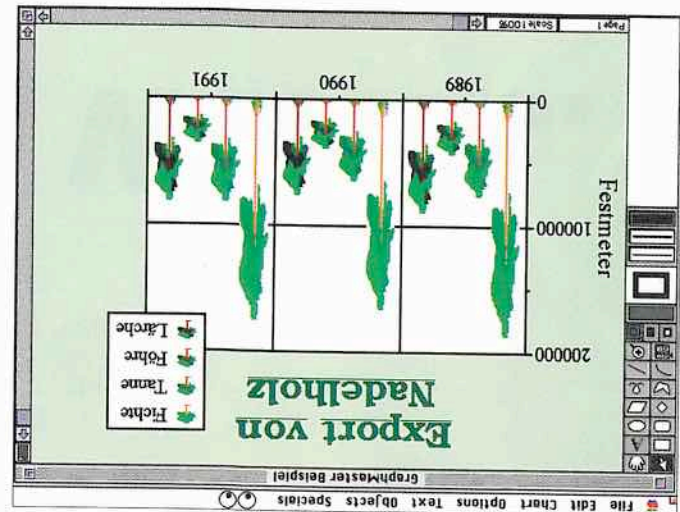 File Edit Chart Options Text Objects Specials
GraphMaster Beispiel
A
Export von
Nadelholz
Fichte
Tanne
Föhre
Lärche
Festmeter
200000
100000
0
1989 1990 1991
Page 1 Scale 100%